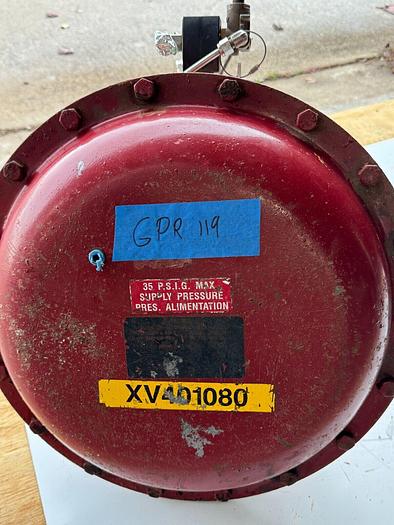 GPR 119
35 P.S.I.G. MAX
SUPPLY PRESSURE
PRES. ALIMENTATION
XV401080